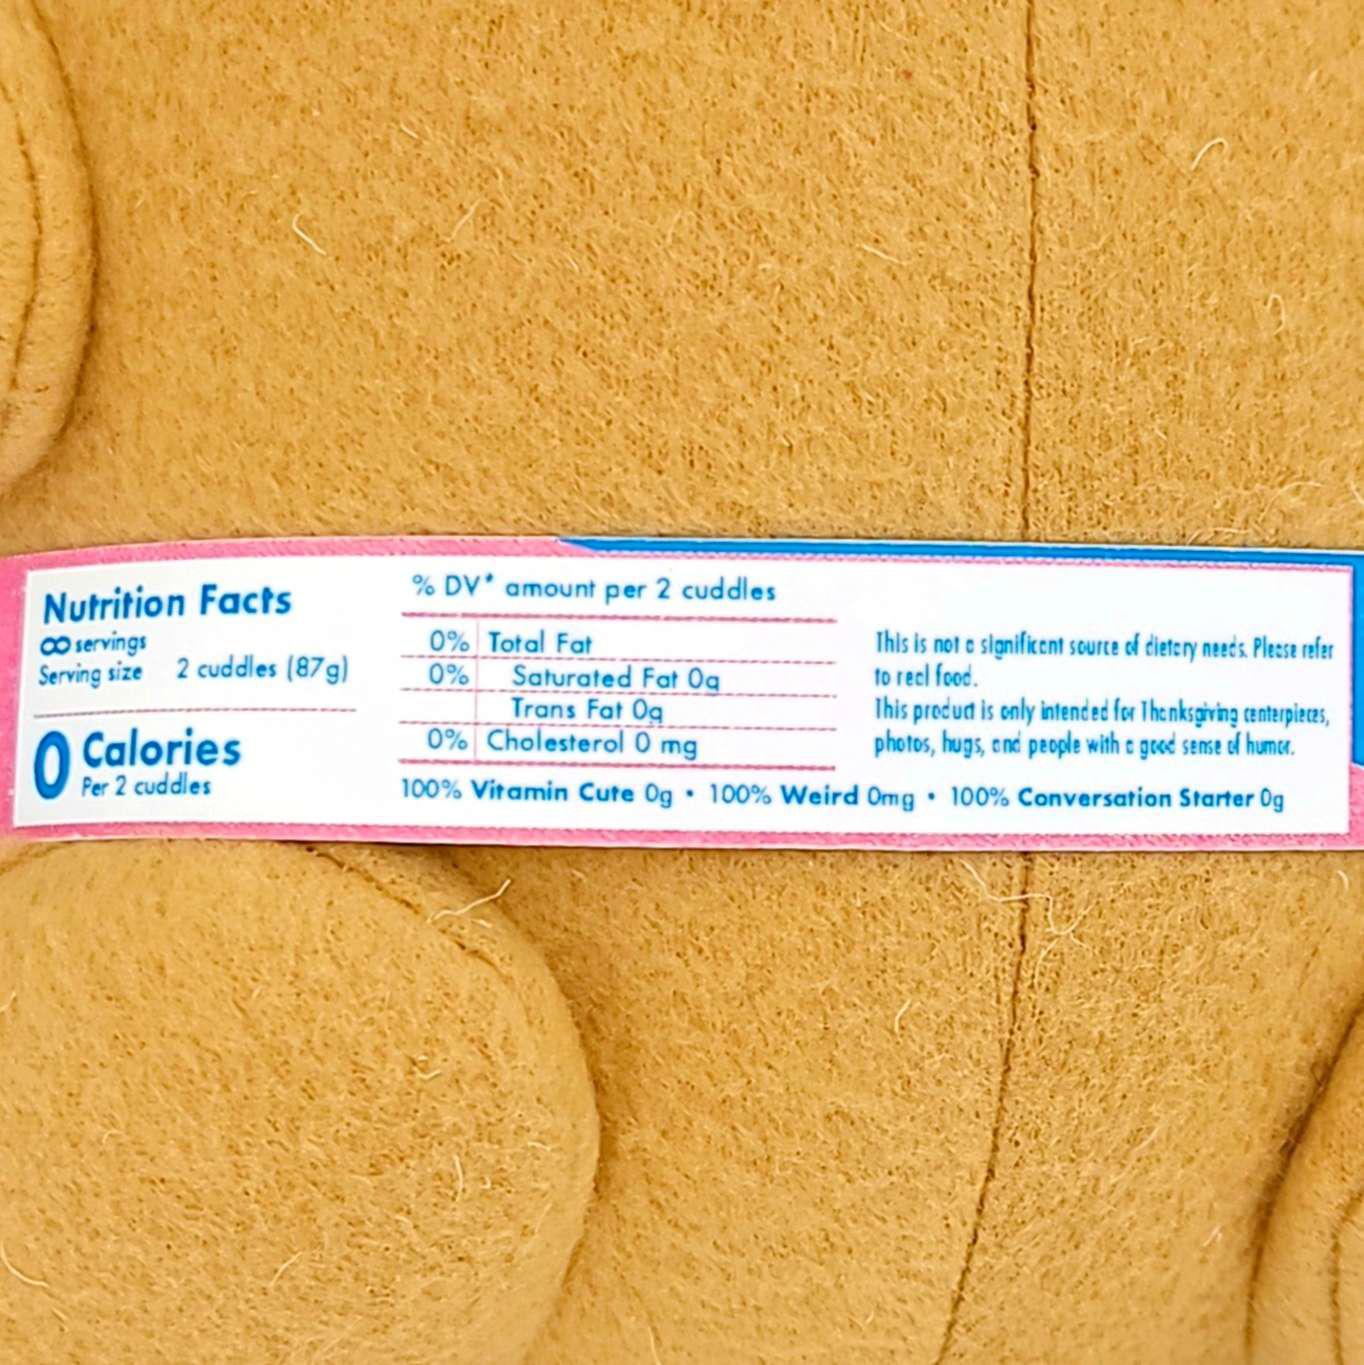 Nutrition Facts
∞ servings
Serving size 2 cuddles (87g)
0 Calories
Per 2 cuddles
% DV* amount per 2 cuddles
0% Total Fat
0% Saturated Fat 0g
Trans Fat 0g
0% Cholesterol 0 mg
100% Vitamin Cute 0g • 100% Weird 0mg • 100% Conversation Starter 0g
This is not a significant source of dietary needs. Please refer
to real food.
This product is only intended for Thanksgiving centerpieces,
photos, hugs, and people with a good sense of humor.